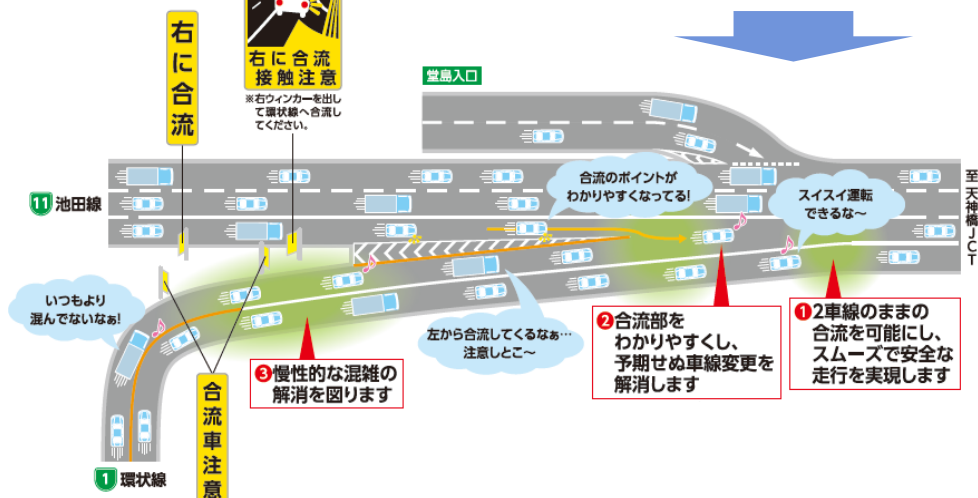 右に合流
右に合流
接触注意
※右ウィンカーを出し
て環状線へ合流し
てください。
堂島入口
11 池田線
至天神橋JCT
合流のポイントが
わかりやすくなってる!
スイスイ運転
できるな〜
いつもより
混んでないなぁ!
左から合流してくるなぁ…
注意しとこ〜
❶2車線のままの
合流を可能にし、
スムーズで安全な
走行を実現します
❷合流部を
わかりやすくし、
予期せぬ車線変更を
解消します
❸慢性的な混雑の
解消を図ります
合流車注意
1 環状線